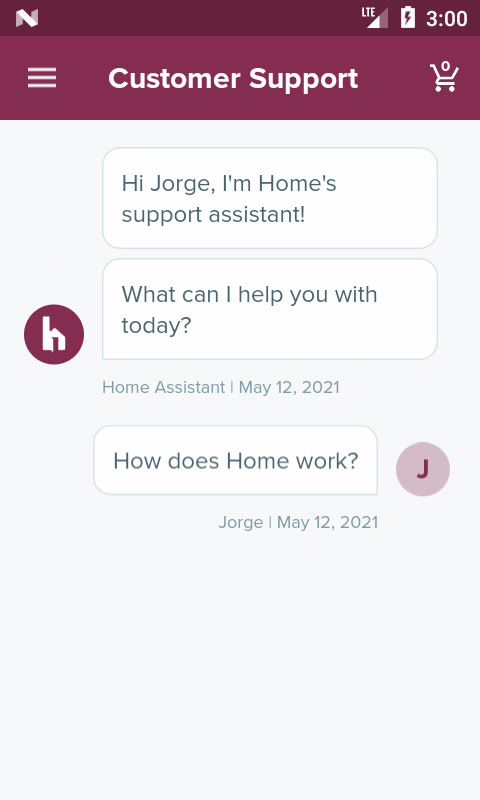 LTE
3:00
Customer Support
0
Hi Jorge, I'm Home's
support assistant!
What can I help you with
today?
h
Home Assistant | May 12, 2021
How does Home work?
J
Jorge | May 12, 2021